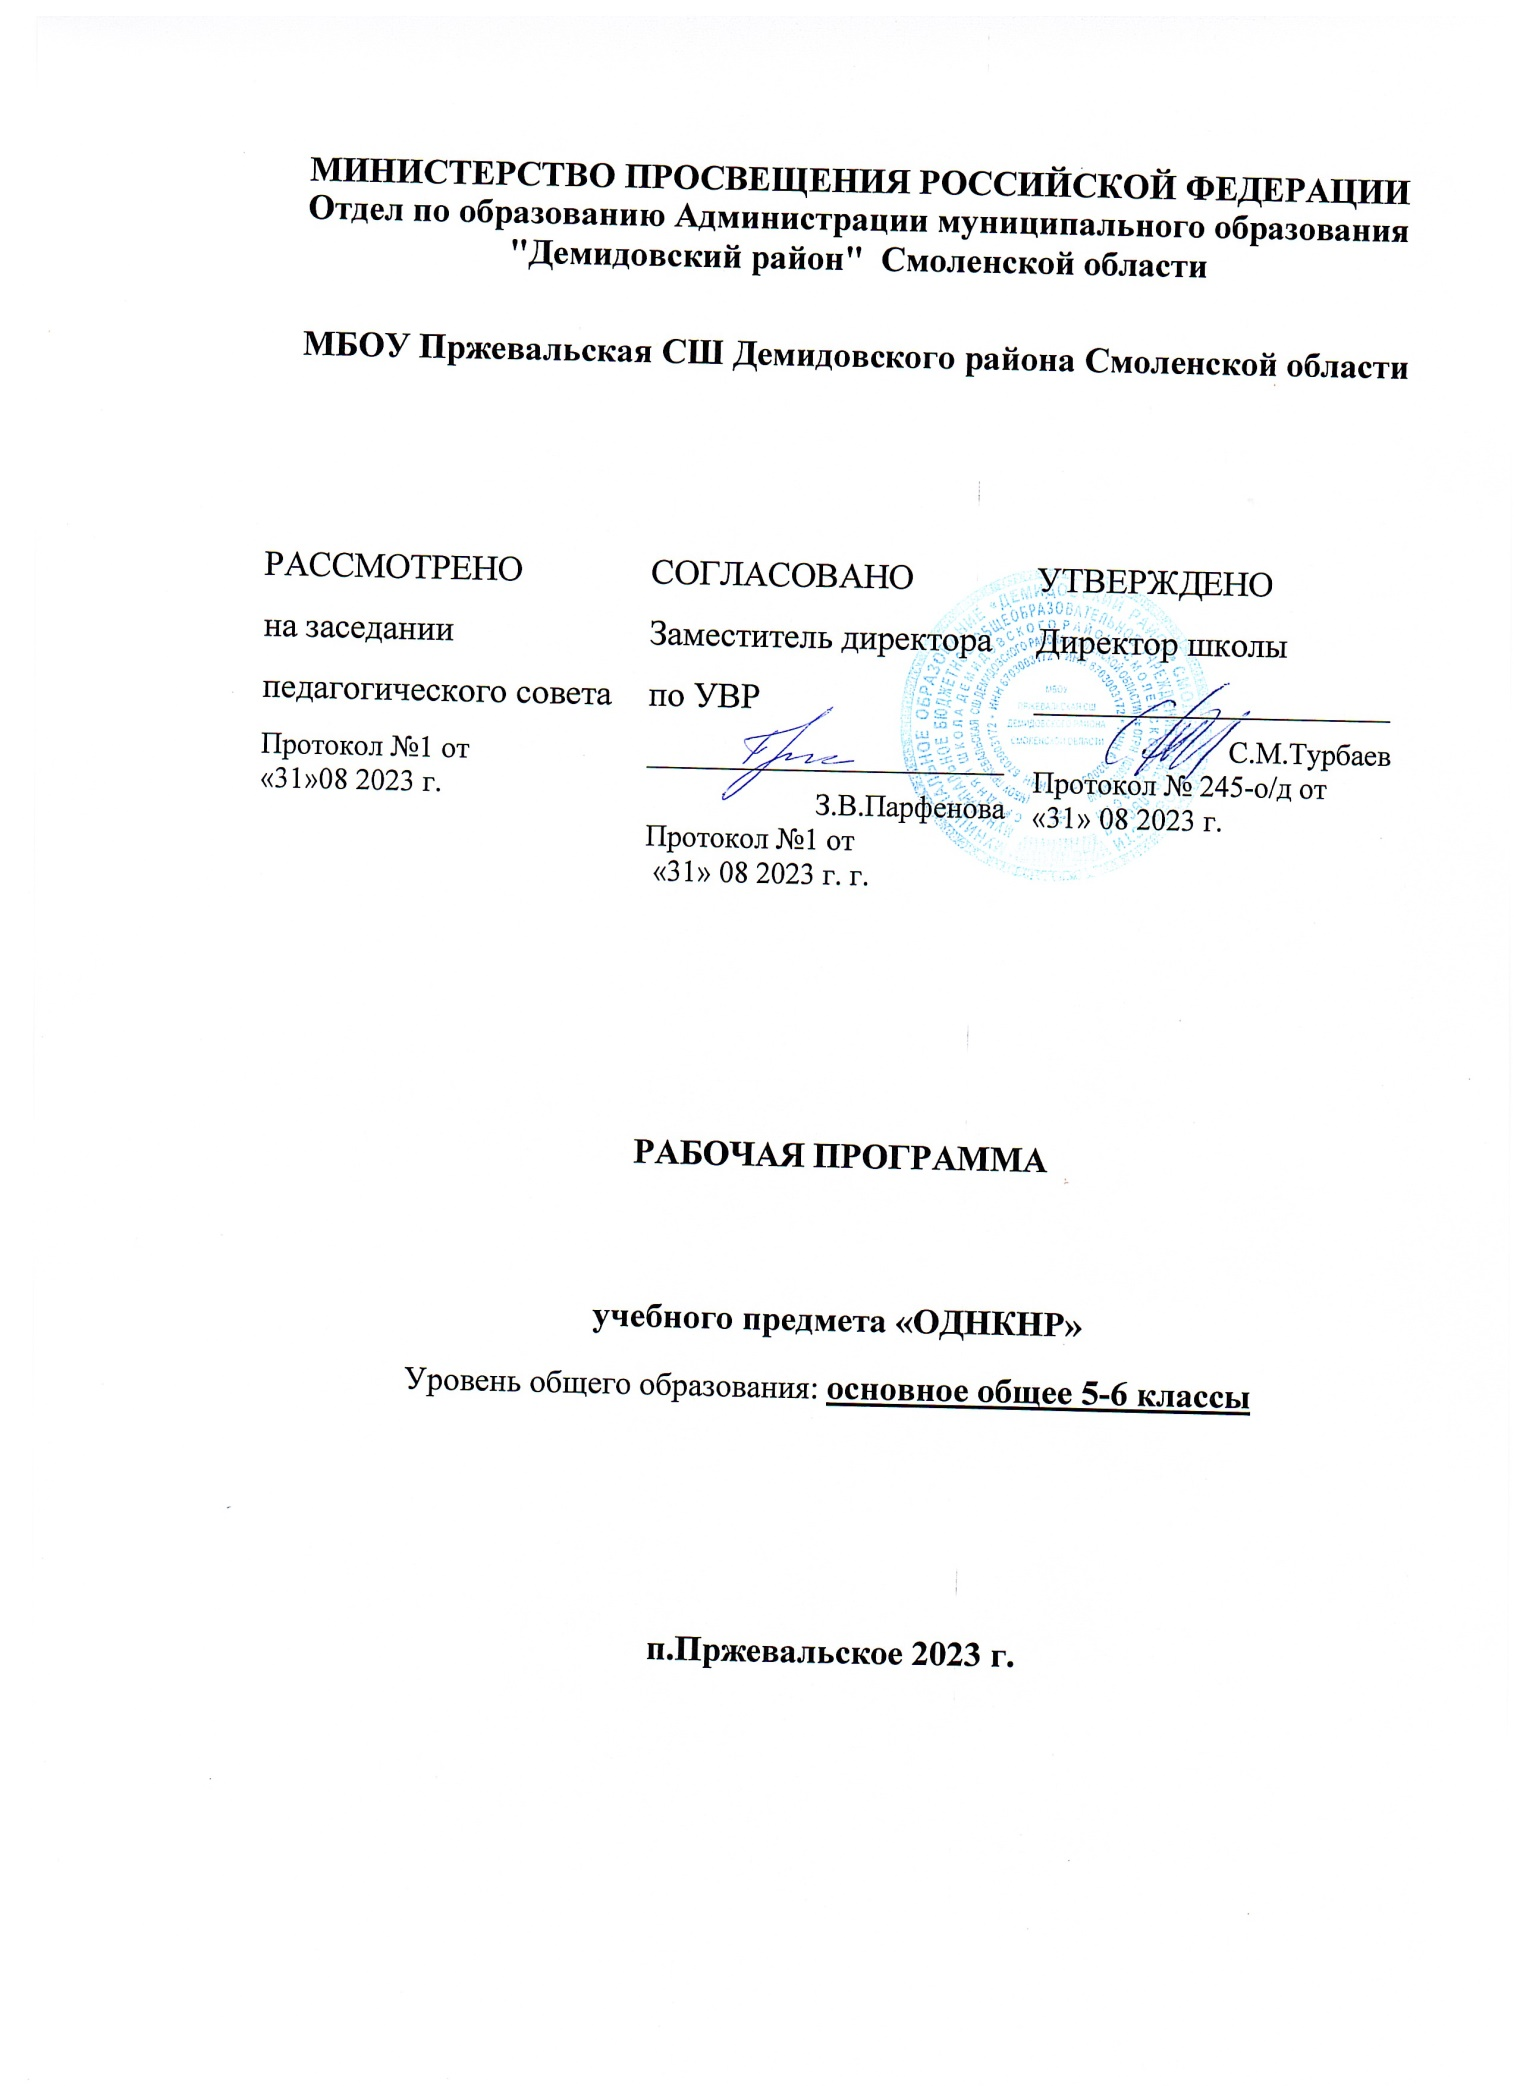 МИНИСТЕРСТВО ПРОСВЕЩЕНИЯ РОССИЙСКОЙ ФЕДЕРАЦИИ
Отдел по образованию Администрации муниципального образования
"Демидовский район" Смоленской области
МБОУ Пржевальская СШ Демидовского района Смоленской области
РАССМОТРЕНО
на заседании
педагогического совета
Протокол №1 от
«31»08 2023 г.
СОГЛАСОВАНО
Заместитель директора
по УВР
З.В.Парфенова
Протокол №1 от
«31» 08 2023 г. г.
УТВЕРЖДЕНО
Директор школы
С.М.Турбаев
Протокол № 245-о/д от
«31» 08 2023 г.
РАБОЧАЯ ПРОГРАММА
учебного предмета «ОДНКНР»
Уровень общего образования: основное общее 5-6 классы
п.Пржевальское 2023 г.